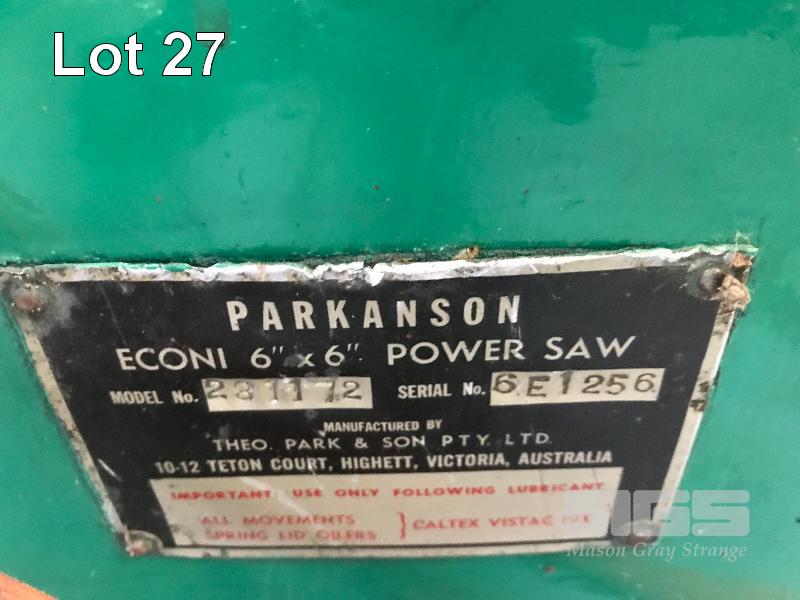 Lot 27
PARKANSON
ECONI 6" x 6" POWER SAW
MODEL No. 231172 SERIAL No. 6E1256
MANUFACTURED BY
THEO. PARK & SON PTY. LTD.
10-12 TETON COURT, HIGHETT, VICTORIA, AUSTRALIA
IMPORTANT: USE ONLY FOLLOWING LUBRICANT
ALL MOVEMENTS
SPRING LID OILERS } CALTEX VISTAC
MGS
Mason Gray Strange